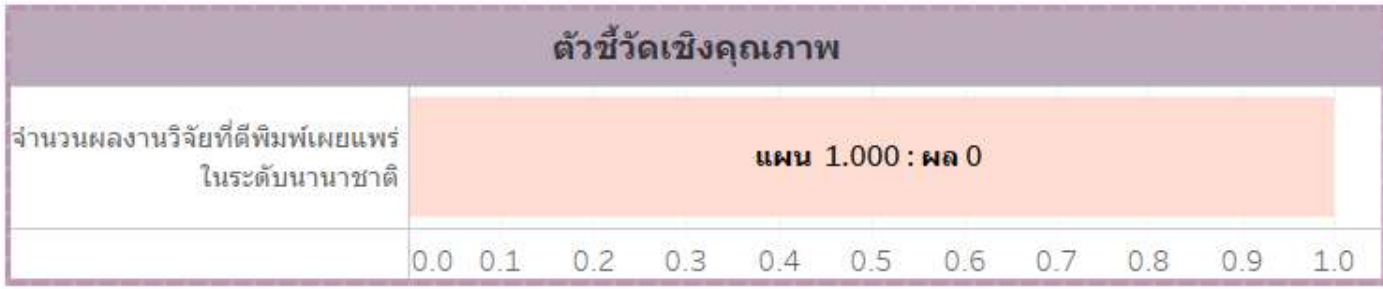 ตัวชี้วัดเชิงคุณภาพ
จำนวนผลงานวิจัยที่ตีพิมพ์เผยแพร่
ในระดับนานาชาติ
แผน 1.000 : ผล 0
0.0 0.1 0.2 0.3 0.4 0.5 0.6 0.7 0.8 0.9 1.0